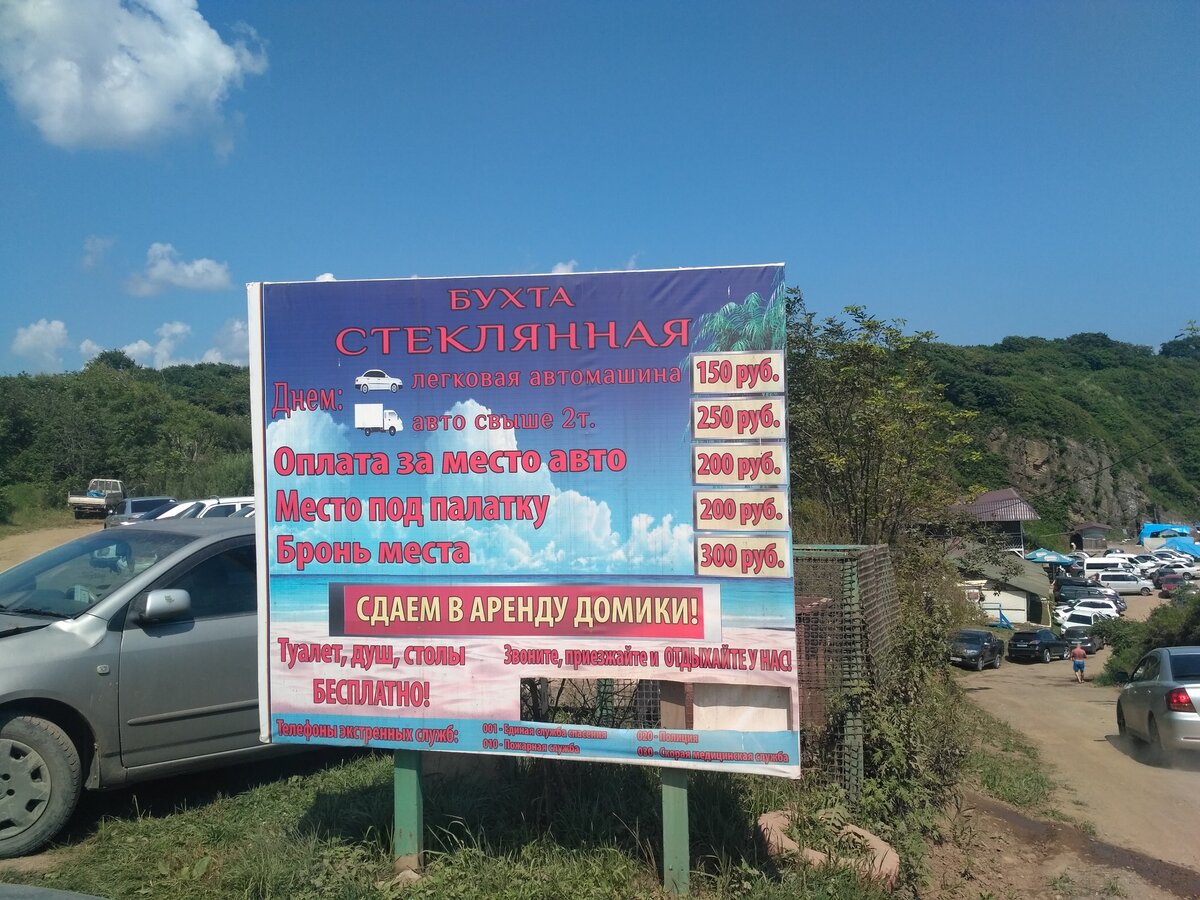 БУХТА
СТЕКЛЯННАЯ
Днем: легковая автомашина 150 руб.
авто свыше 2т. 250 руб.
Оплата за место авто 200 руб.
Место под палатку 200 руб.
Бронь места 300 руб.
СДАЕМ В АРЕНДУ ДОМИКИ!
Туалет, душ, столы
БЕСПЛАТНО!
Звоните, приезжайте и ОТДЫХАЙТЕ У НАС!
Телефоны экстренных служб:
001 - Единая служба спасения
010 - Пожарная служба
020 - Полиция
030 - Скорая медицинская служба